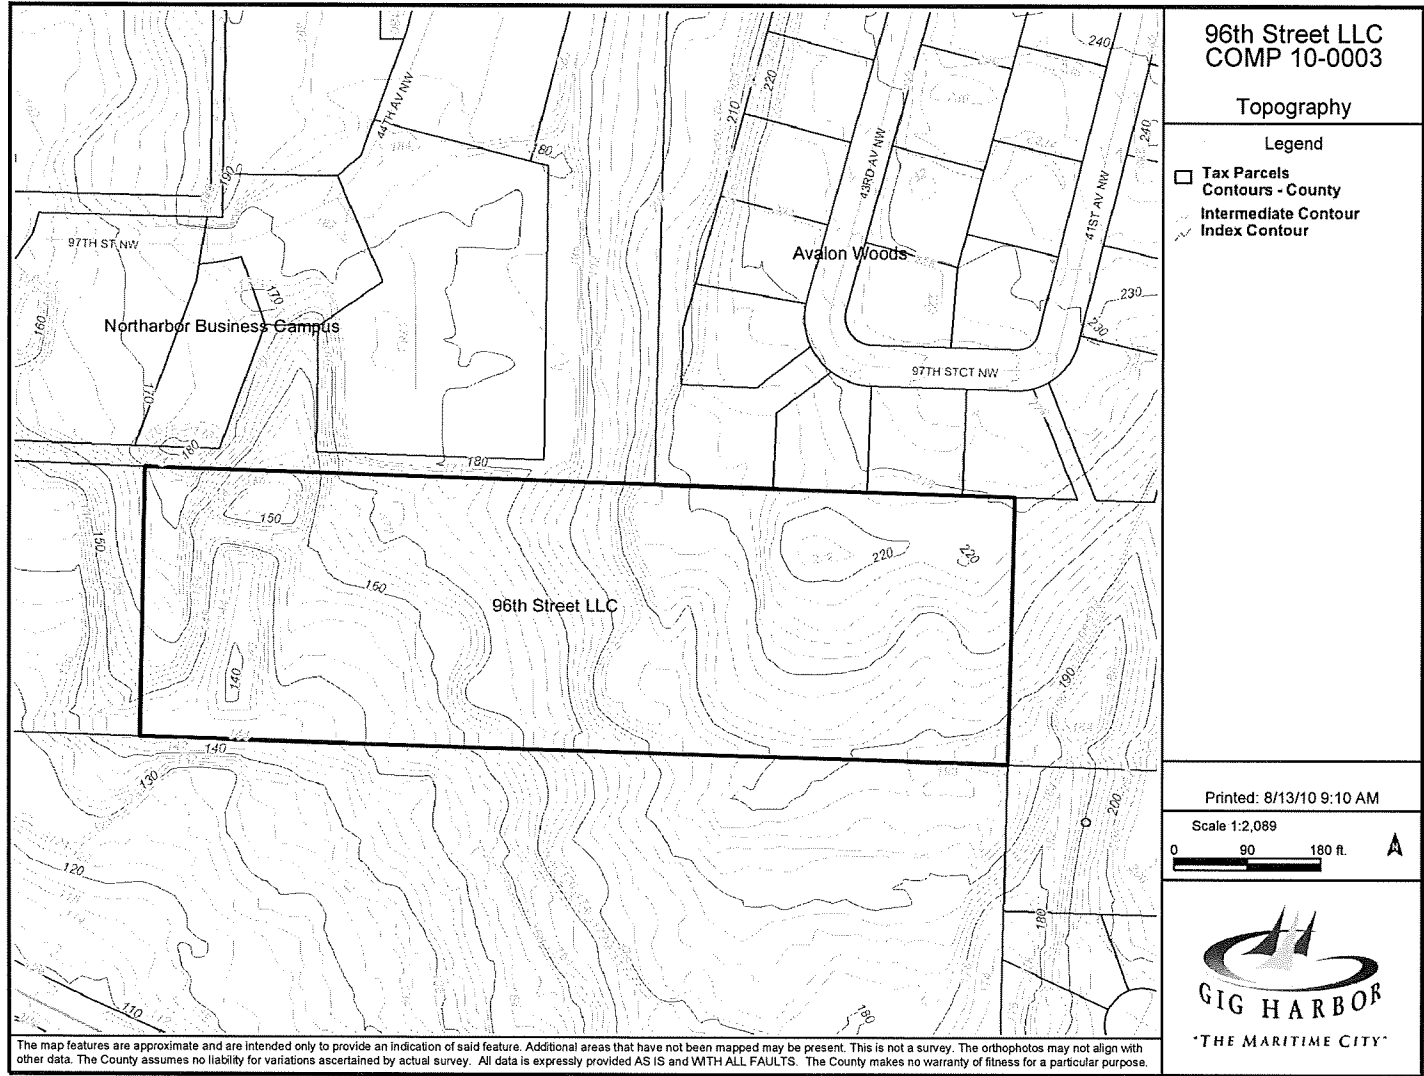 96th Street LLC
COMP 10-0003
Topography
Legend
Tax Parcels
Contours - County
Intermediate Contour
Index Contour
240
220
210
44TH AV NW
43RD AV NW
240
41ST AV NW
180
190
97TH ST NW
Avalon Woods
170
230
160
Northarbor Business Campus
230
97TH STCT NW
170
180
180
150
150
220
220
160
96th Street LLC
140
190
140
130
200
120
180
110
180
Printed: 8/13/10 9:10 AM
Scale 1:2,089
0 90 180 ft.
N
GIG HARBOR
"THE MARITIME CITY"
The map features are approximate and are intended only to provide an indication of said feature. Additional areas that have not been mapped may be present. This is not a survey. The orthophotos may not align with
other data. The County assumes no liability for variations ascertained by actual survey. All data is expressly provided AS IS and WITH ALL FAULTS. The County makes no warranty of fitness for a particular purpose.